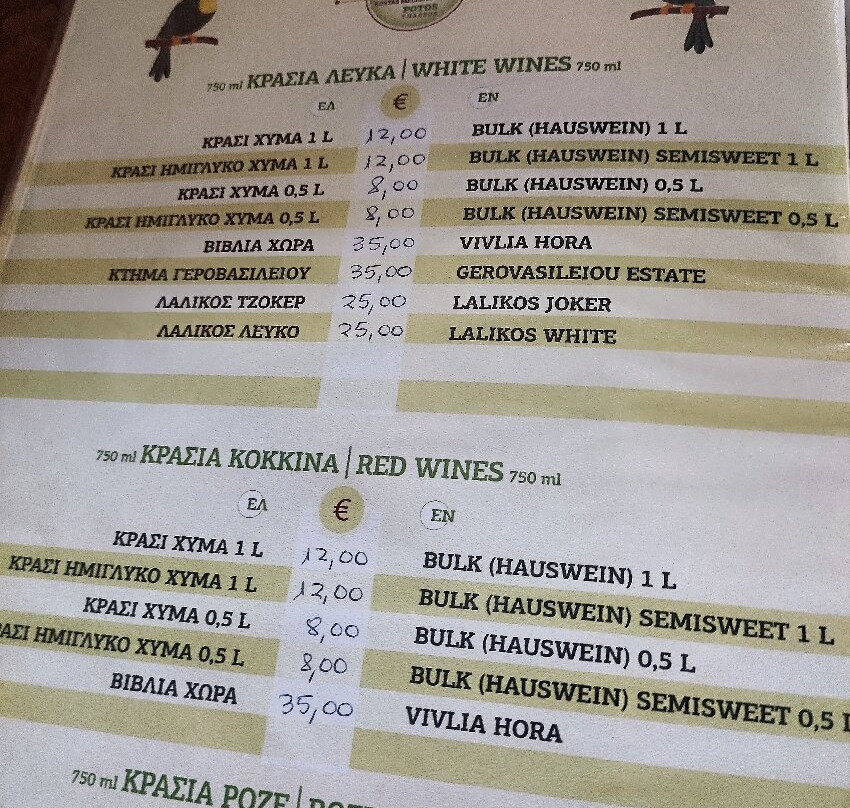 ΠΟΤΟΣ
750 ml ΚΡΑΣΙΑ ΛΕΥΚΑ | WHITE WINES 750 ml
ΕΛ € EN
ΚΡΑΣΙ ΧΥΜΑ 1 L 12,00 BULK (HAUSWEIN) 1 L
ΚΡΑΣΙ ΗΜΙΓΛΥΚΟ ΧΥΜΑ 1 L 12,00 BULK (HAUSWEIN) SEMISWEET 1 L
ΚΡΑΣΙ ΧΥΜΑ 0,5 L 8,00 BULK (HAUSWEIN) 0,5 L
ΚΡΑΣΙ ΗΜΙΓΛΥΚΟ ΧΥΜΑ 0,5 L 8,00 BULK (HAUSWEIN) SEMISWEET 0,5 L
ΒΙΒΛΙΑ ΧΩΡΑ 35,00 VIVLIA HORA
ΚΤΗΜΑ ΓΕΡΟΒΑΣΙΛΕΙΟΥ 35,00 GEROVASILEIOU ESTATE
ΛΑΛΙΚΟΣ ΤΖΟΚΕΡ 25,00 LALIKOS JOKER
ΛΑΛΙΚΟΣ ΛΕΥΚΟ 25,00 LALIKOS WHITE
750 ml ΚΡΑΣΙΑ ΚΟΚΚΙΝΑ | RED WINES 750 ml
ΕΛ € EN
ΚΡΑΣΙ ΧΥΜΑ 1 L 12,00 BULK (HAUSWEIN) 1 L
ΚΡΑΣΙ ΗΜΙΓΛΥΚΟ ΧΥΜΑ 1 L 12,00 BULK (HAUSWEIN) SEMISWEET 1 L
ΚΡΑΣΙ ΧΥΜΑ 0,5 L 8,00 BULK (HAUSWEIN) 0,5 L
ΑΣΙ ΗΜΙΓΛΥΚΟ ΧΥΜΑ 0,5 L 8,00 BULK (HAUSWEIN) SEMISWEET 0,5 L
ΒΙΒΛΙΑ ΧΩΡΑ 35,00 VIVLIA HORA
750 ml ΚΡΑΣΙΑ ΡΟΖΕ |